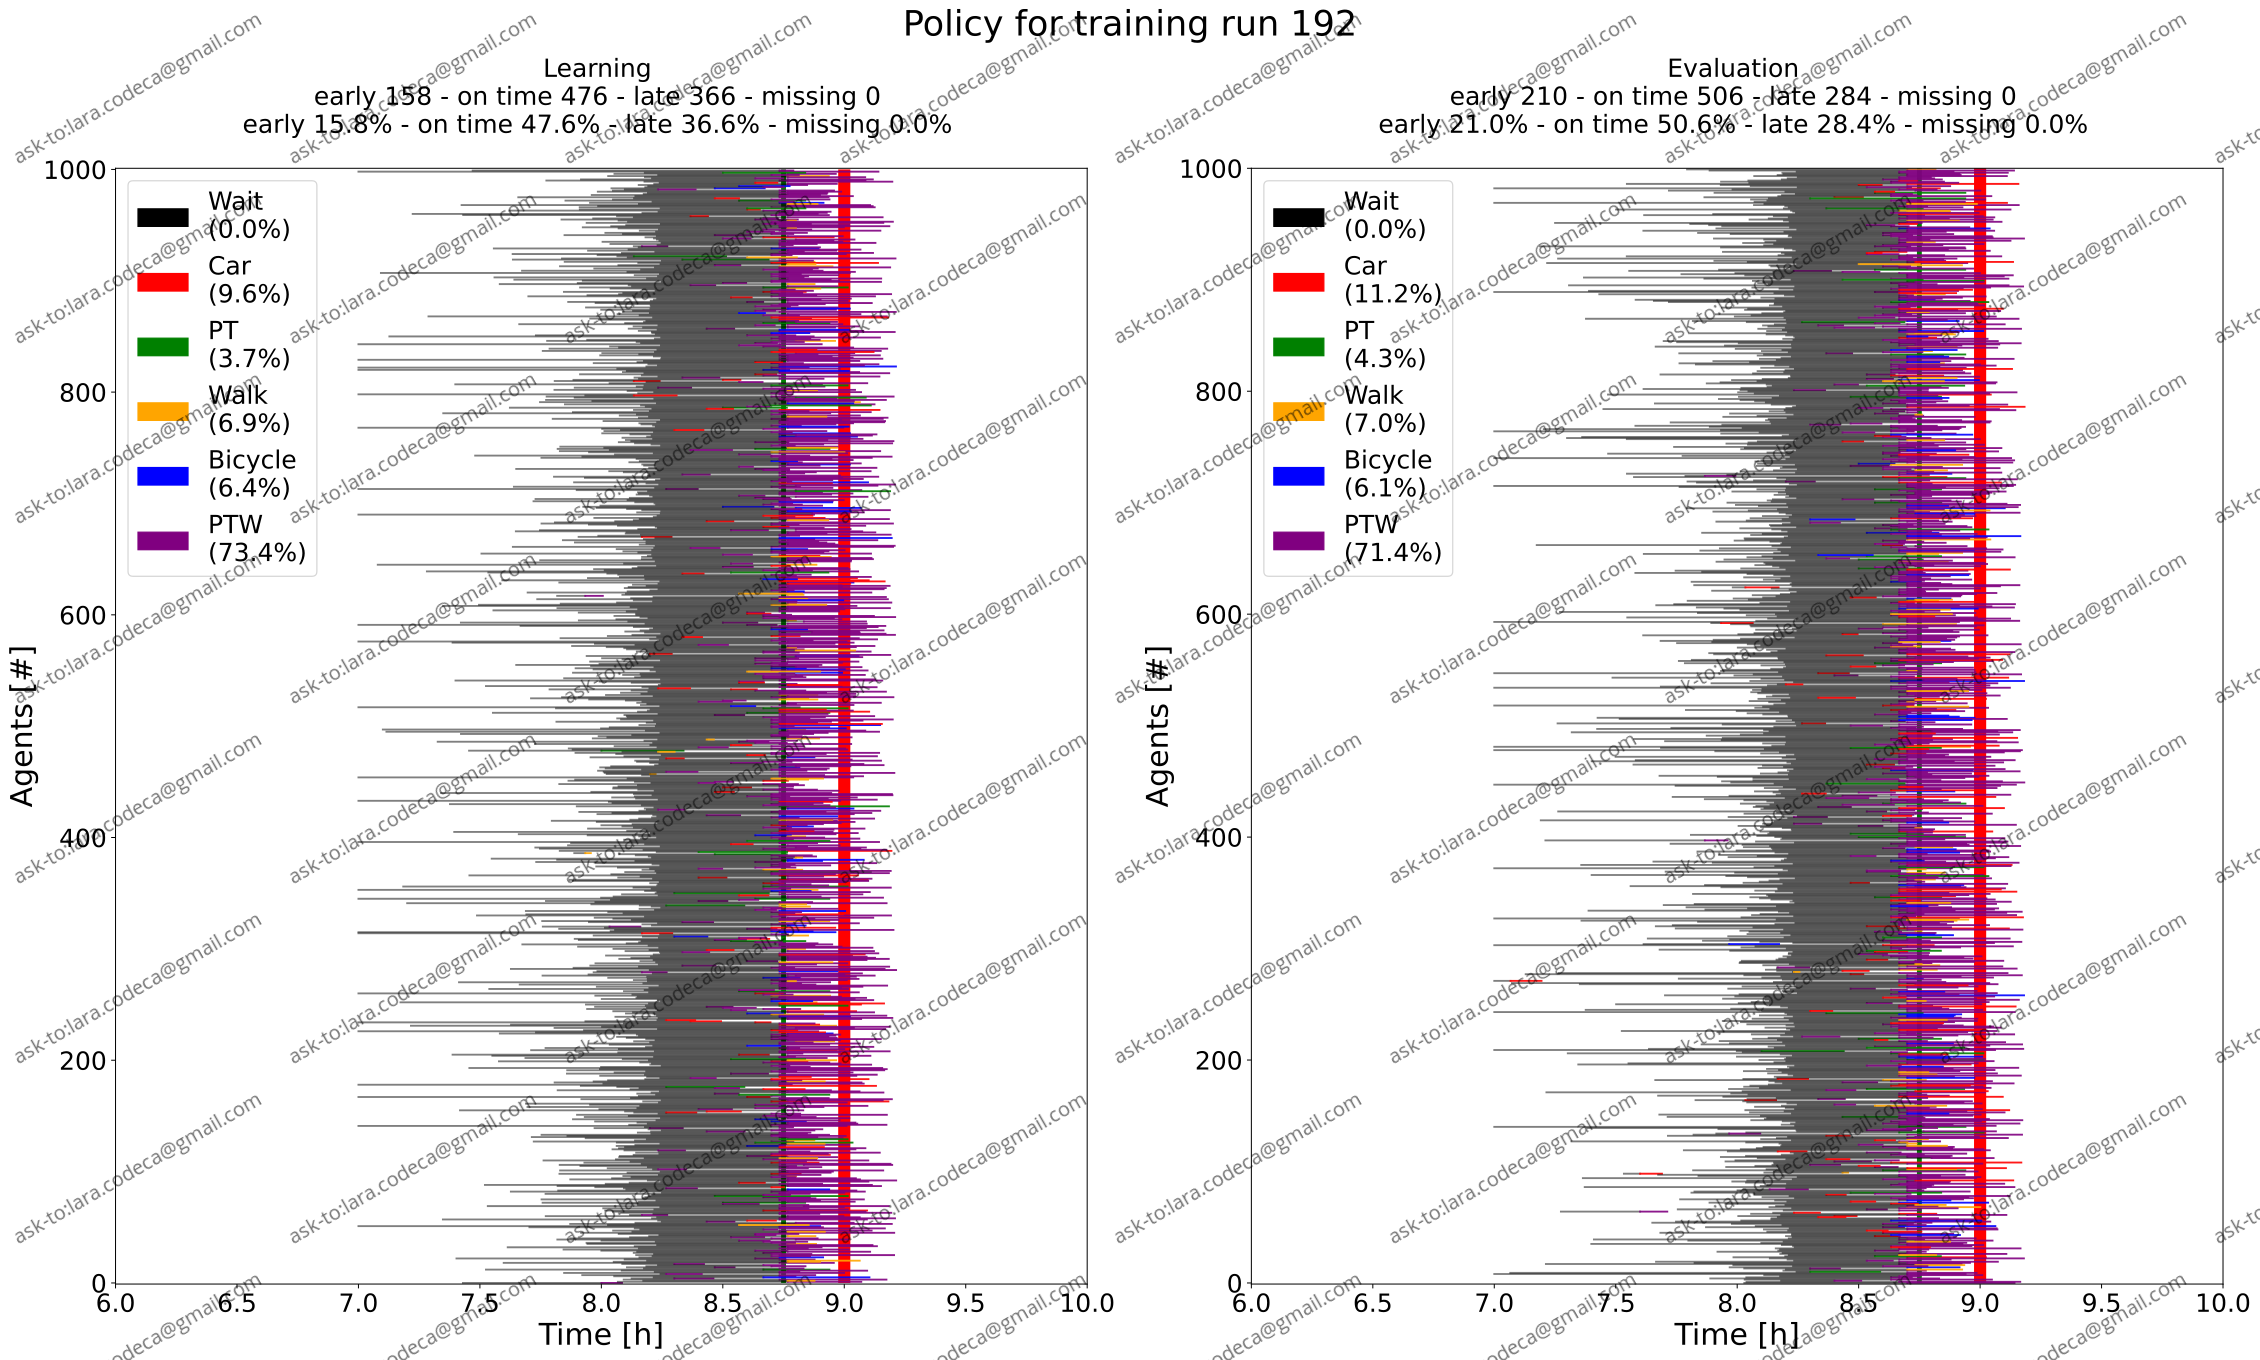 Policy for training run 192
Learning
early 158 - on time 476 - late 366 - missing 0
early 15.8% - on time 47.6% - late 36.6% - missing 0.0%
1000
800
600
400
200
0
Agents [#]
Wait
(0.0%)
Car
(9.6%)
PT
(3.7%)
Walk
(6.9%)
Bicycle
(6.4%)
PTW
(73.4%)
6.0 6.5 7.0 7.5 8.0 8.5 9.0 9.5 10.0
Time [h]
Evaluation
early 210 - on time 506 - late 284 - missing 0
early 21.0% - on time 50.6% - late 28.4% - missing 0.0%
1000
800
600
400
200
0
Agents [#]
Wait
(0.0%)
Car
(11.2%)
PT
(4.3%)
Walk
(7.0%)
Bicycle
(6.1%)
PTW
(71.4%)
6.0 6.5 7.0 7.5 8.0 8.5 9.0 9.5 10.0
Time [h]
ask-to:lara.codeca@gmail.com